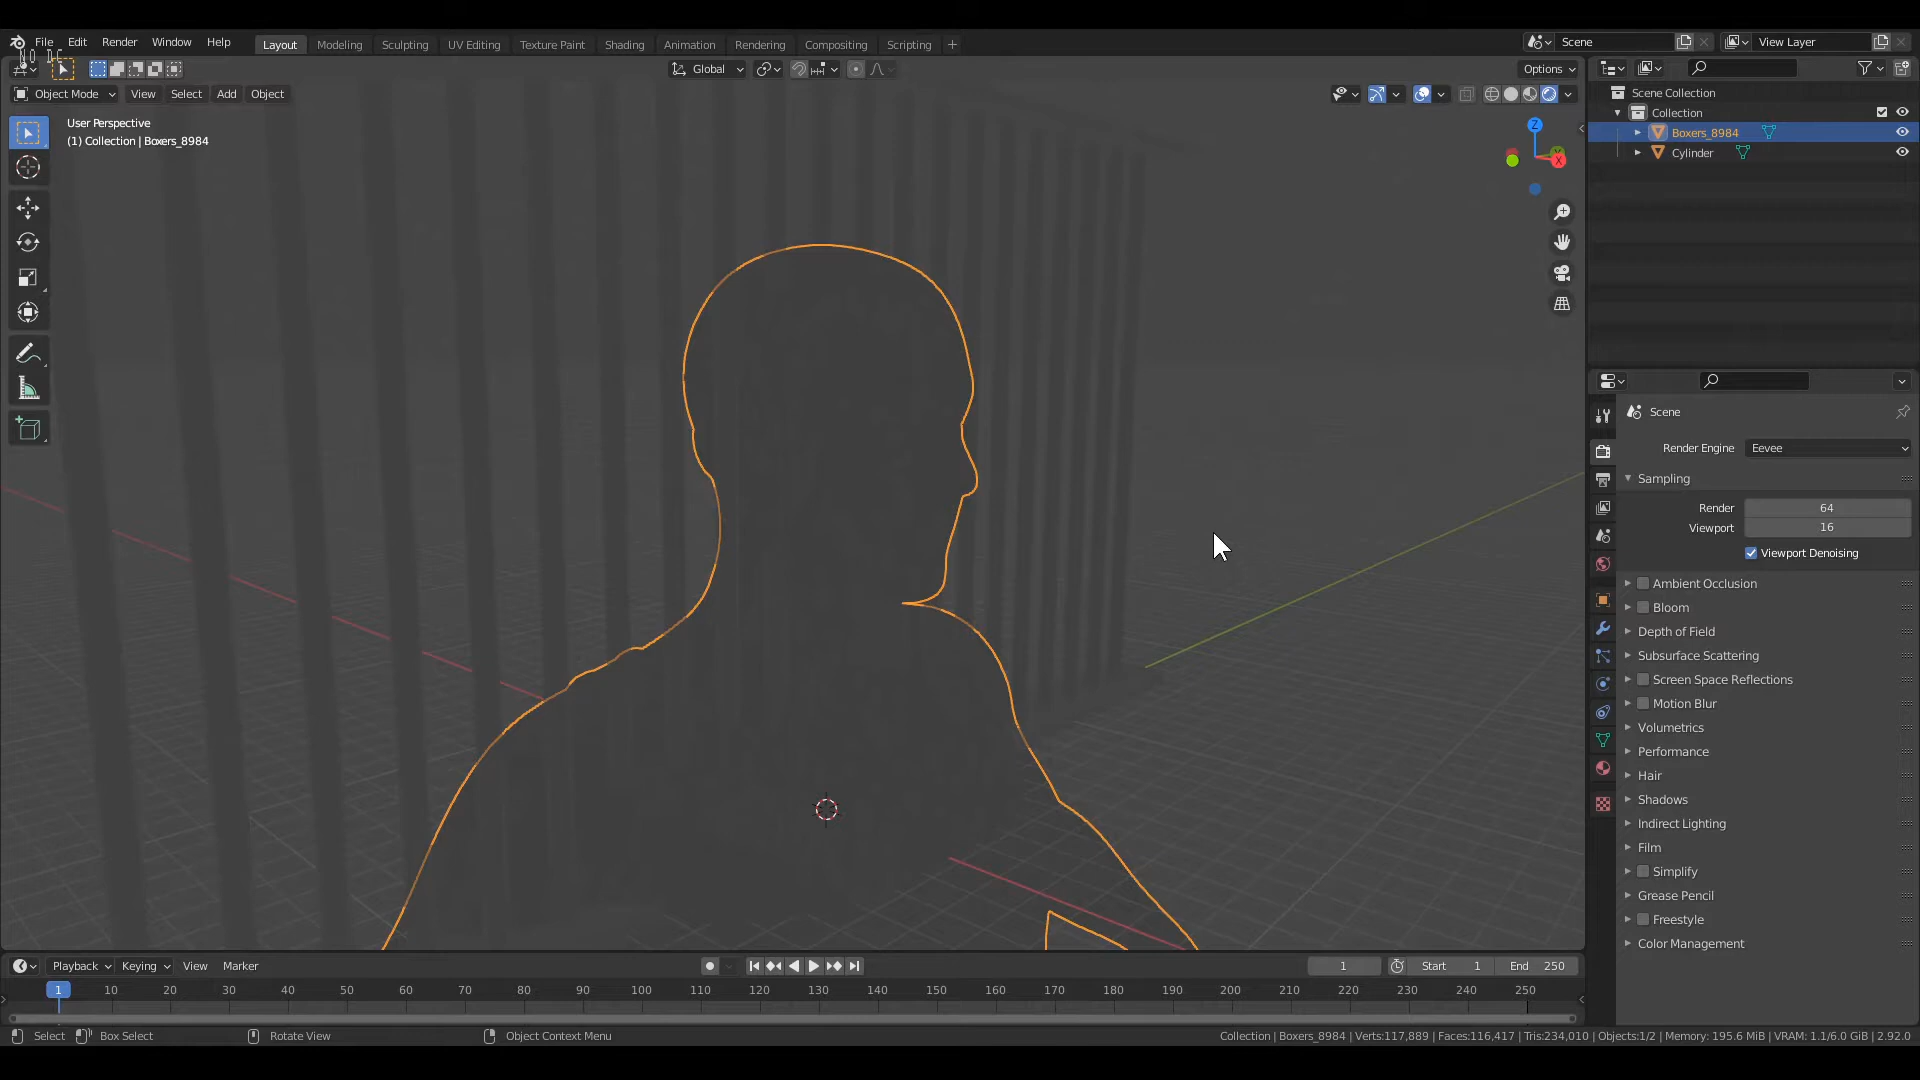 File Edit Render Window Help
Layout Modeling Sculpting UV Editing Texture Paint Shading Animation Rendering Compositing Scripting +
Scene View Layer
Global Options
Object Mode View Select Add Object
User Perspective
(1) Collection | Boxers_8984
Z
Y
X
Scene Collection
Collection
Boxers_8984
Cylinder
Scene
Render Engine Eevee
Sampling
Render 64
Viewport 16
Viewport Denoising
Ambient Occlusion
Bloom
Depth of Field
Subsurface Scattering
Screen Space Reflections
Motion Blur
Volumetrics
Performance
Hair
Shadows
Indirect Lighting
Film
Simplify
Grease Pencil
Freestyle
Color Management
Playback Keying View Marker 1 Start 1 End 250
1 10 20 30 40 50 60 70 80 90 100 110 120 130 140 150 160 170 180 190 200 210 220 230 240 250
Select Box Select Rotate View Object Context Menu Collection | Boxers_8984 | Verts:117,889 | Faces:116,417 | Tris:234,010 | Objects:1/2 | Memory: 195.6 MiB | VRAM: 1.1/6.0 GiB | 2.92.0